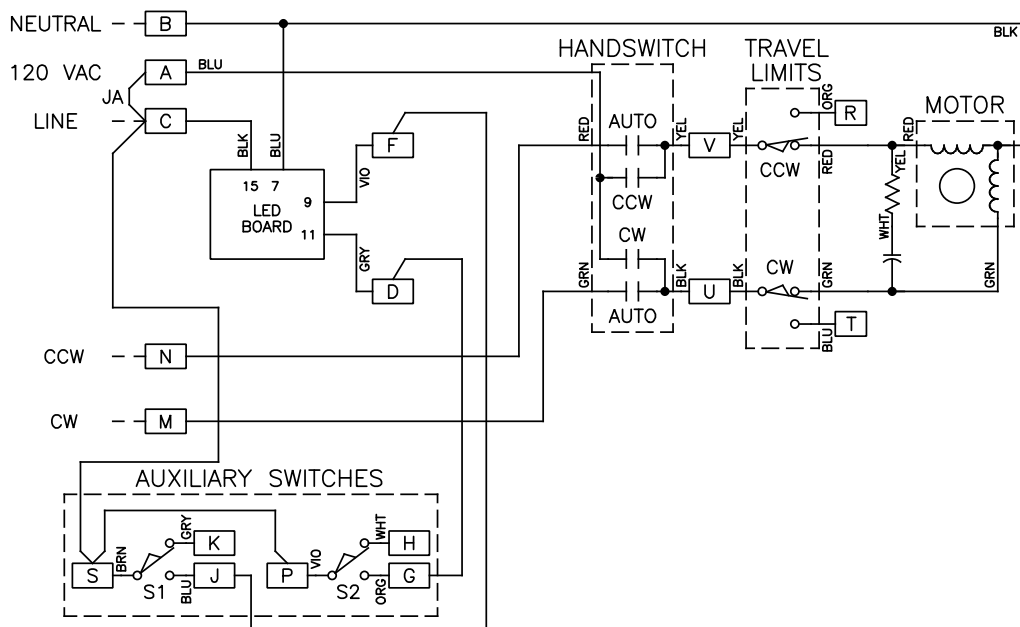 NEUTRAL B
BLK
HANDSWITCH TRAVEL LIMITS
120 VAC A BLU
JA
LINE C
ORG R
MOTOR
AUTO
RED YEL V YEL
CCW
RED
RED
YEL
BLK BLU
F
VIO
15 7
9
LED
BOARD
11
GRY
D
CCW
CW
WHT
GRN
GRN BLK U BLK
CW
GRN
AUTO
BLU T
CCW N
CW M
AUXILIARY SWITCHES
GRY K
WHT H
S BRN
S1
BLU J
P VIO
S2
ORG G